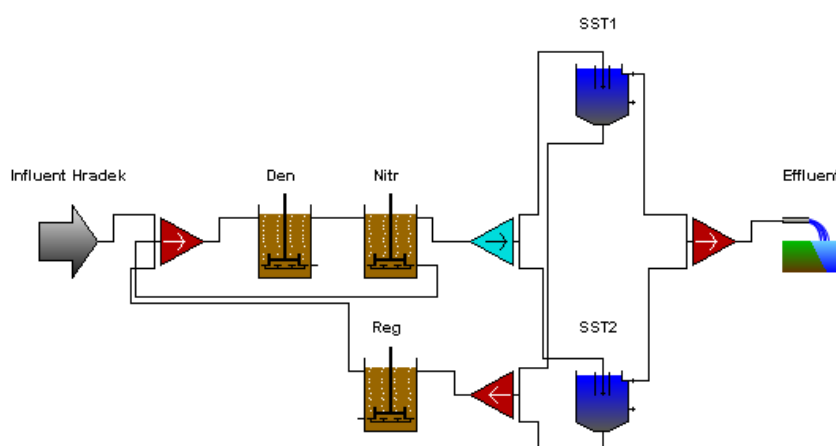 SST1
Influent Hradek
Den
Nitr
Effluent
Reg
SST2